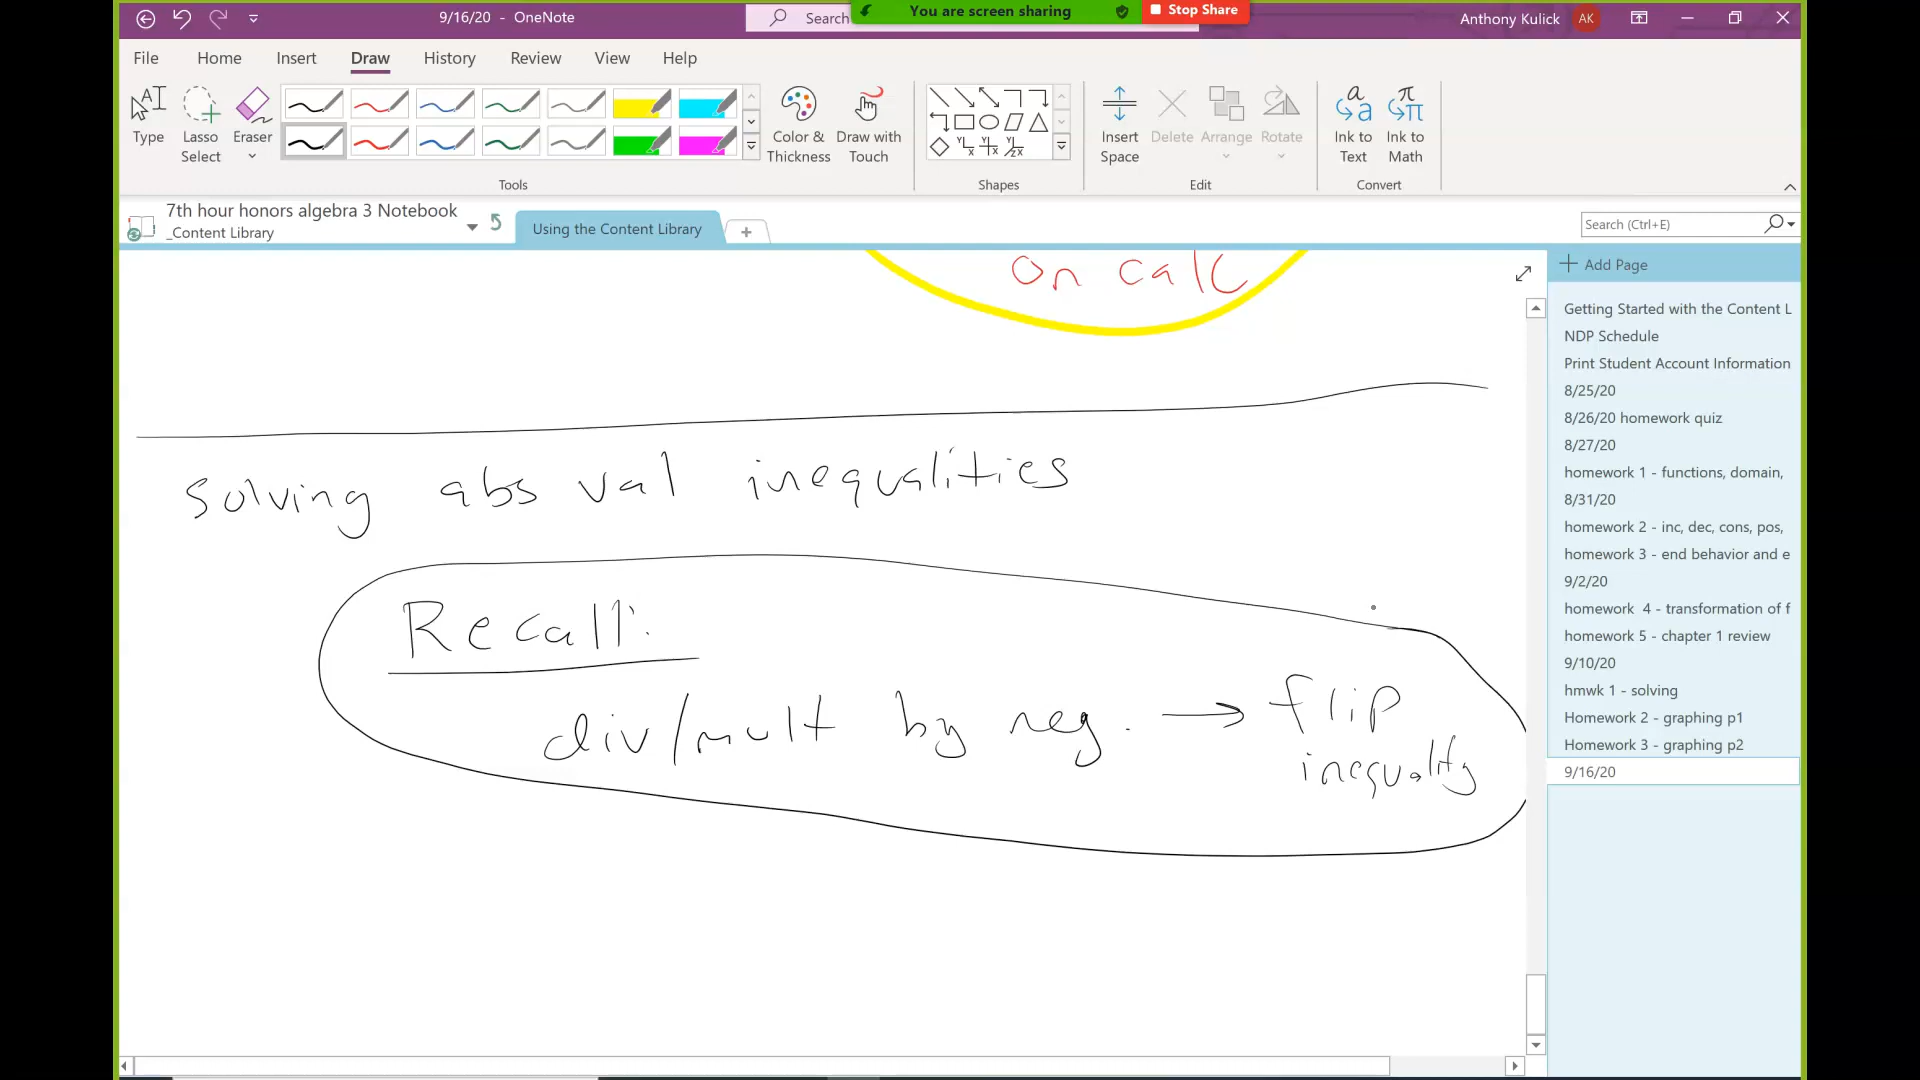 9/16/20 - OneNote
Search
You are screen sharing
Stop Share
Anthony Kulick
AK
File Home Insert Draw History Review View Help
Type
Lasso Select
Eraser
Color & Thickness
Draw with Touch
Insert Space
Delete
Arrange
Rotate
Ink to Text
Ink to Math
Tools
Shapes
Edit
Convert
7th hour honors algebra 3 Notebook
_Content Library
Using the Content Library
Search (Ctrl+E)
on calc
solving abs val inequalities
Recall:
div/mult by neg. → flip
inequality
Add Page
Getting Started with the Content L
NDP Schedule
Print Student Account Information
8/25/20
8/26/20 homework quiz
8/27/20
homework 1 - functions, domain,
8/31/20
homework 2 - inc, dec, cons, pos,
homework 3 - end behavior and e
9/2/20
homework 4 - transformation of f
homework 5 - chapter 1 review
9/10/20
hmwk 1 - solving
Homework 2 - graphing p1
Homework 3 - graphing p2
9/16/20